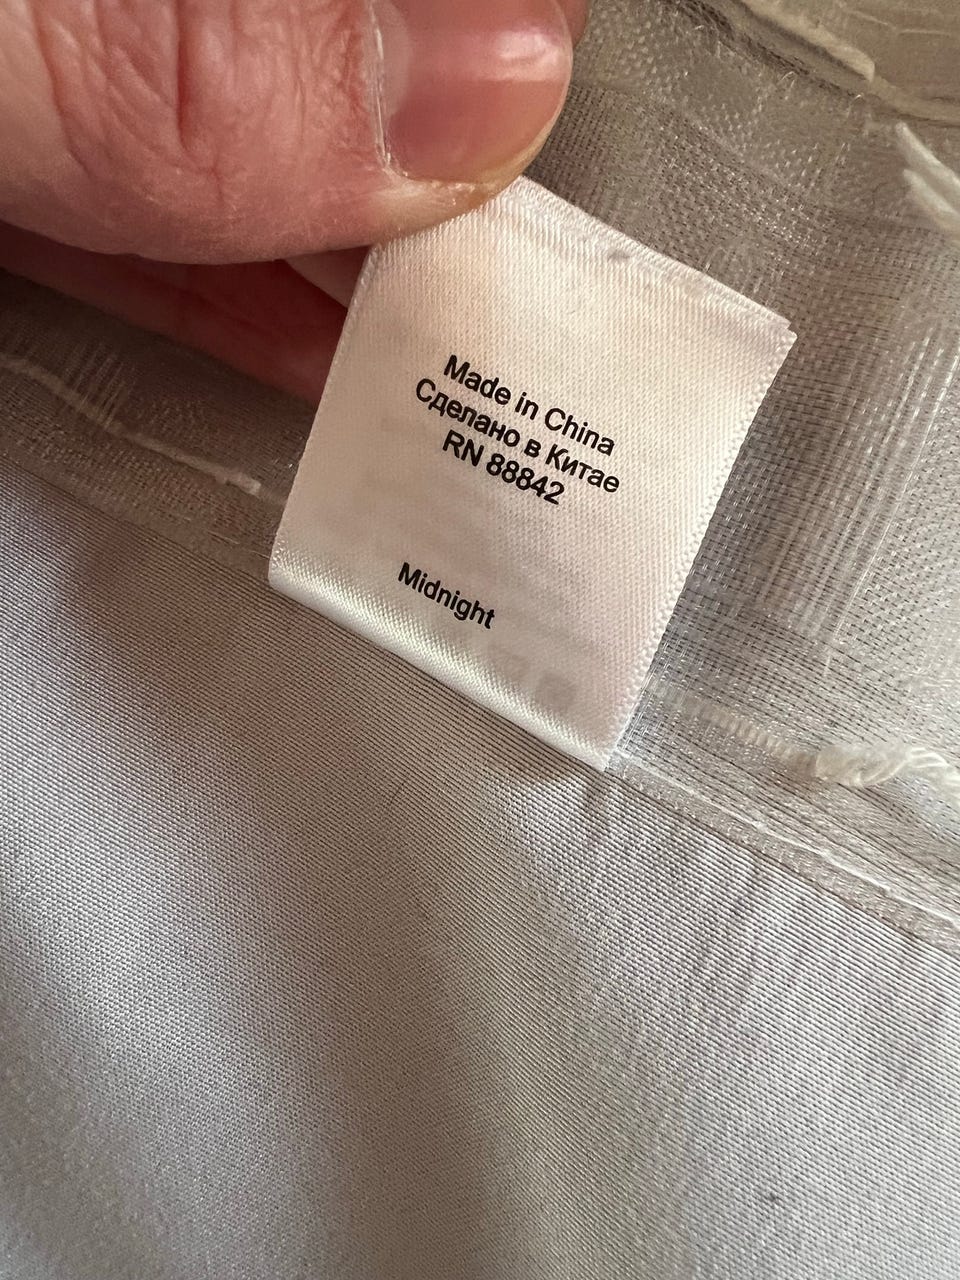 Made in China
Сделано в Китае
RN 88842
Midnight